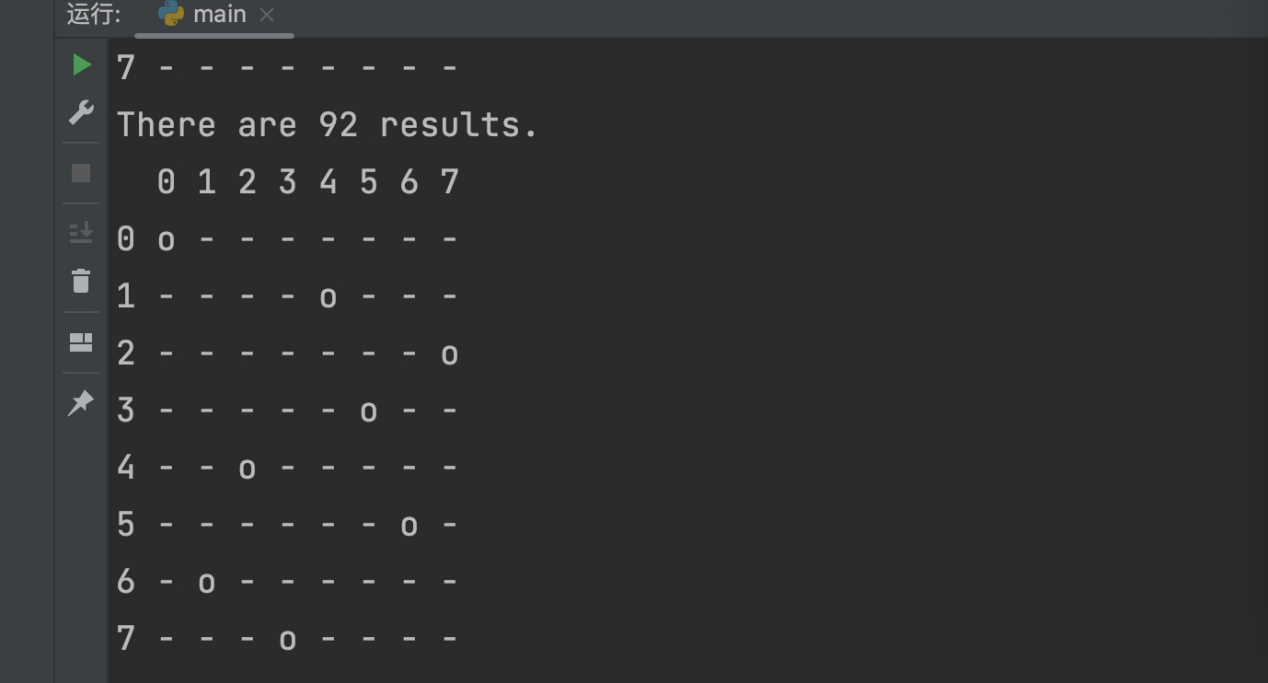 运行: main
7 - - - - - - - -
There are 92 results.
0 1 2 3 4 5 6 7
0 o - - - - - - -
1 - - - - o - - -
2 - - - - - - - o
3 - - - - - o - -
4 - - o - - - - -
5 - - - - - - o -
6 - o - - - - - -
7 - - - o - - - -